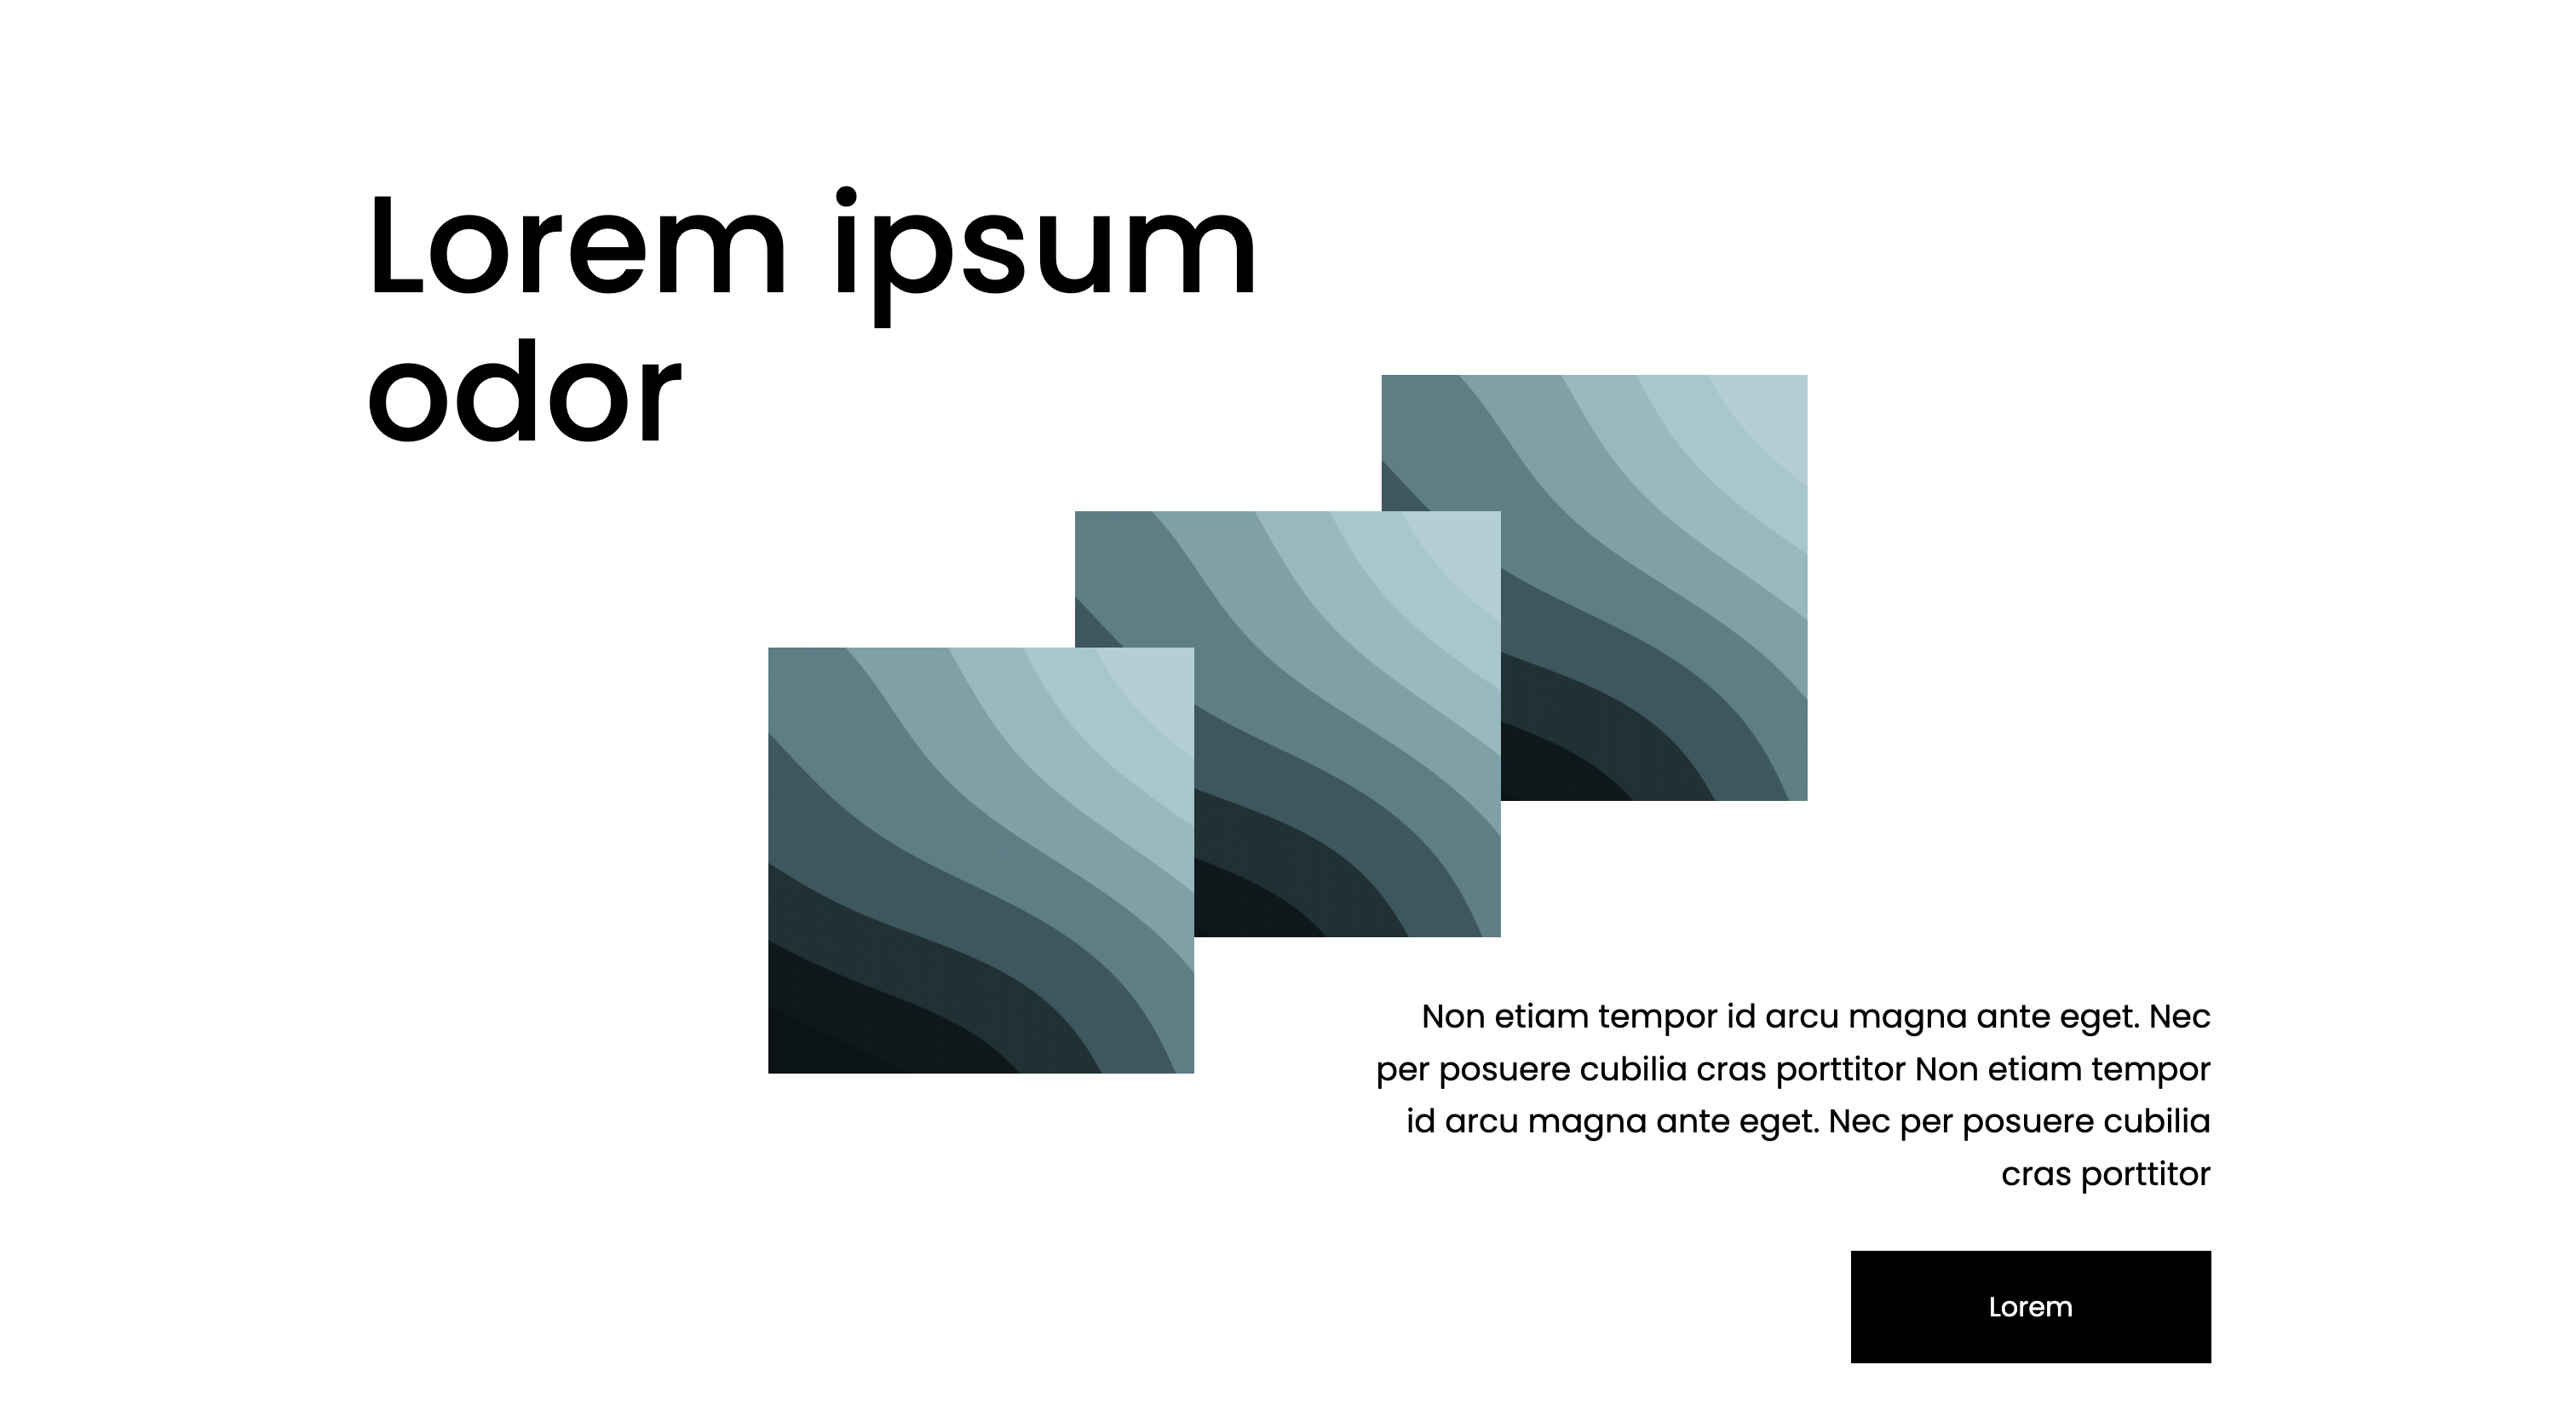 Lorem ipsum
odor
Non etiam tempor id arcu magna ante eget. Nec
per posuere cubilia cras porttitor Non etiam tempor
id arcu magna ante eget. Nec per posuere cubilia
cras porttitor
Lorem